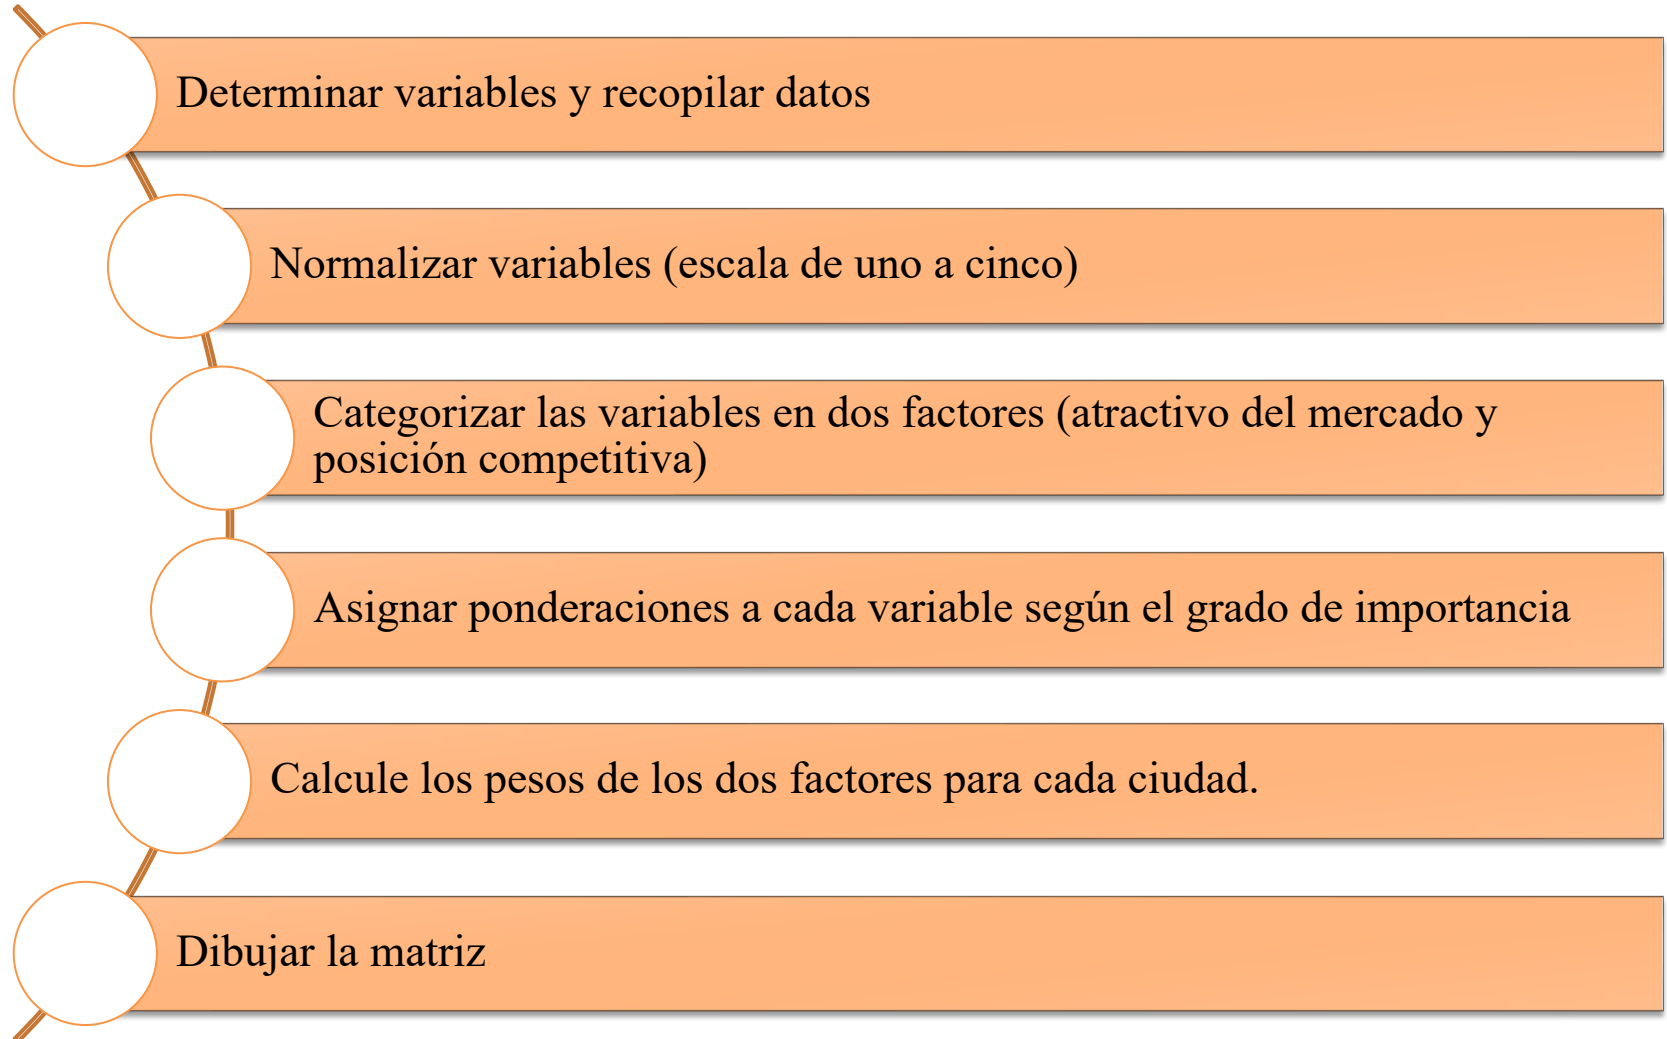 Determinar variables y recopilar datos
Normalizar variables (escala de uno a cinco)
Categorizar las variables en dos factores (atractivo del mercado y
posición competitiva)
Asignar ponderaciones a cada variable según el grado de importancia
Calcule los pesos de los dos factores para cada ciudad.
Dibujar la matriz